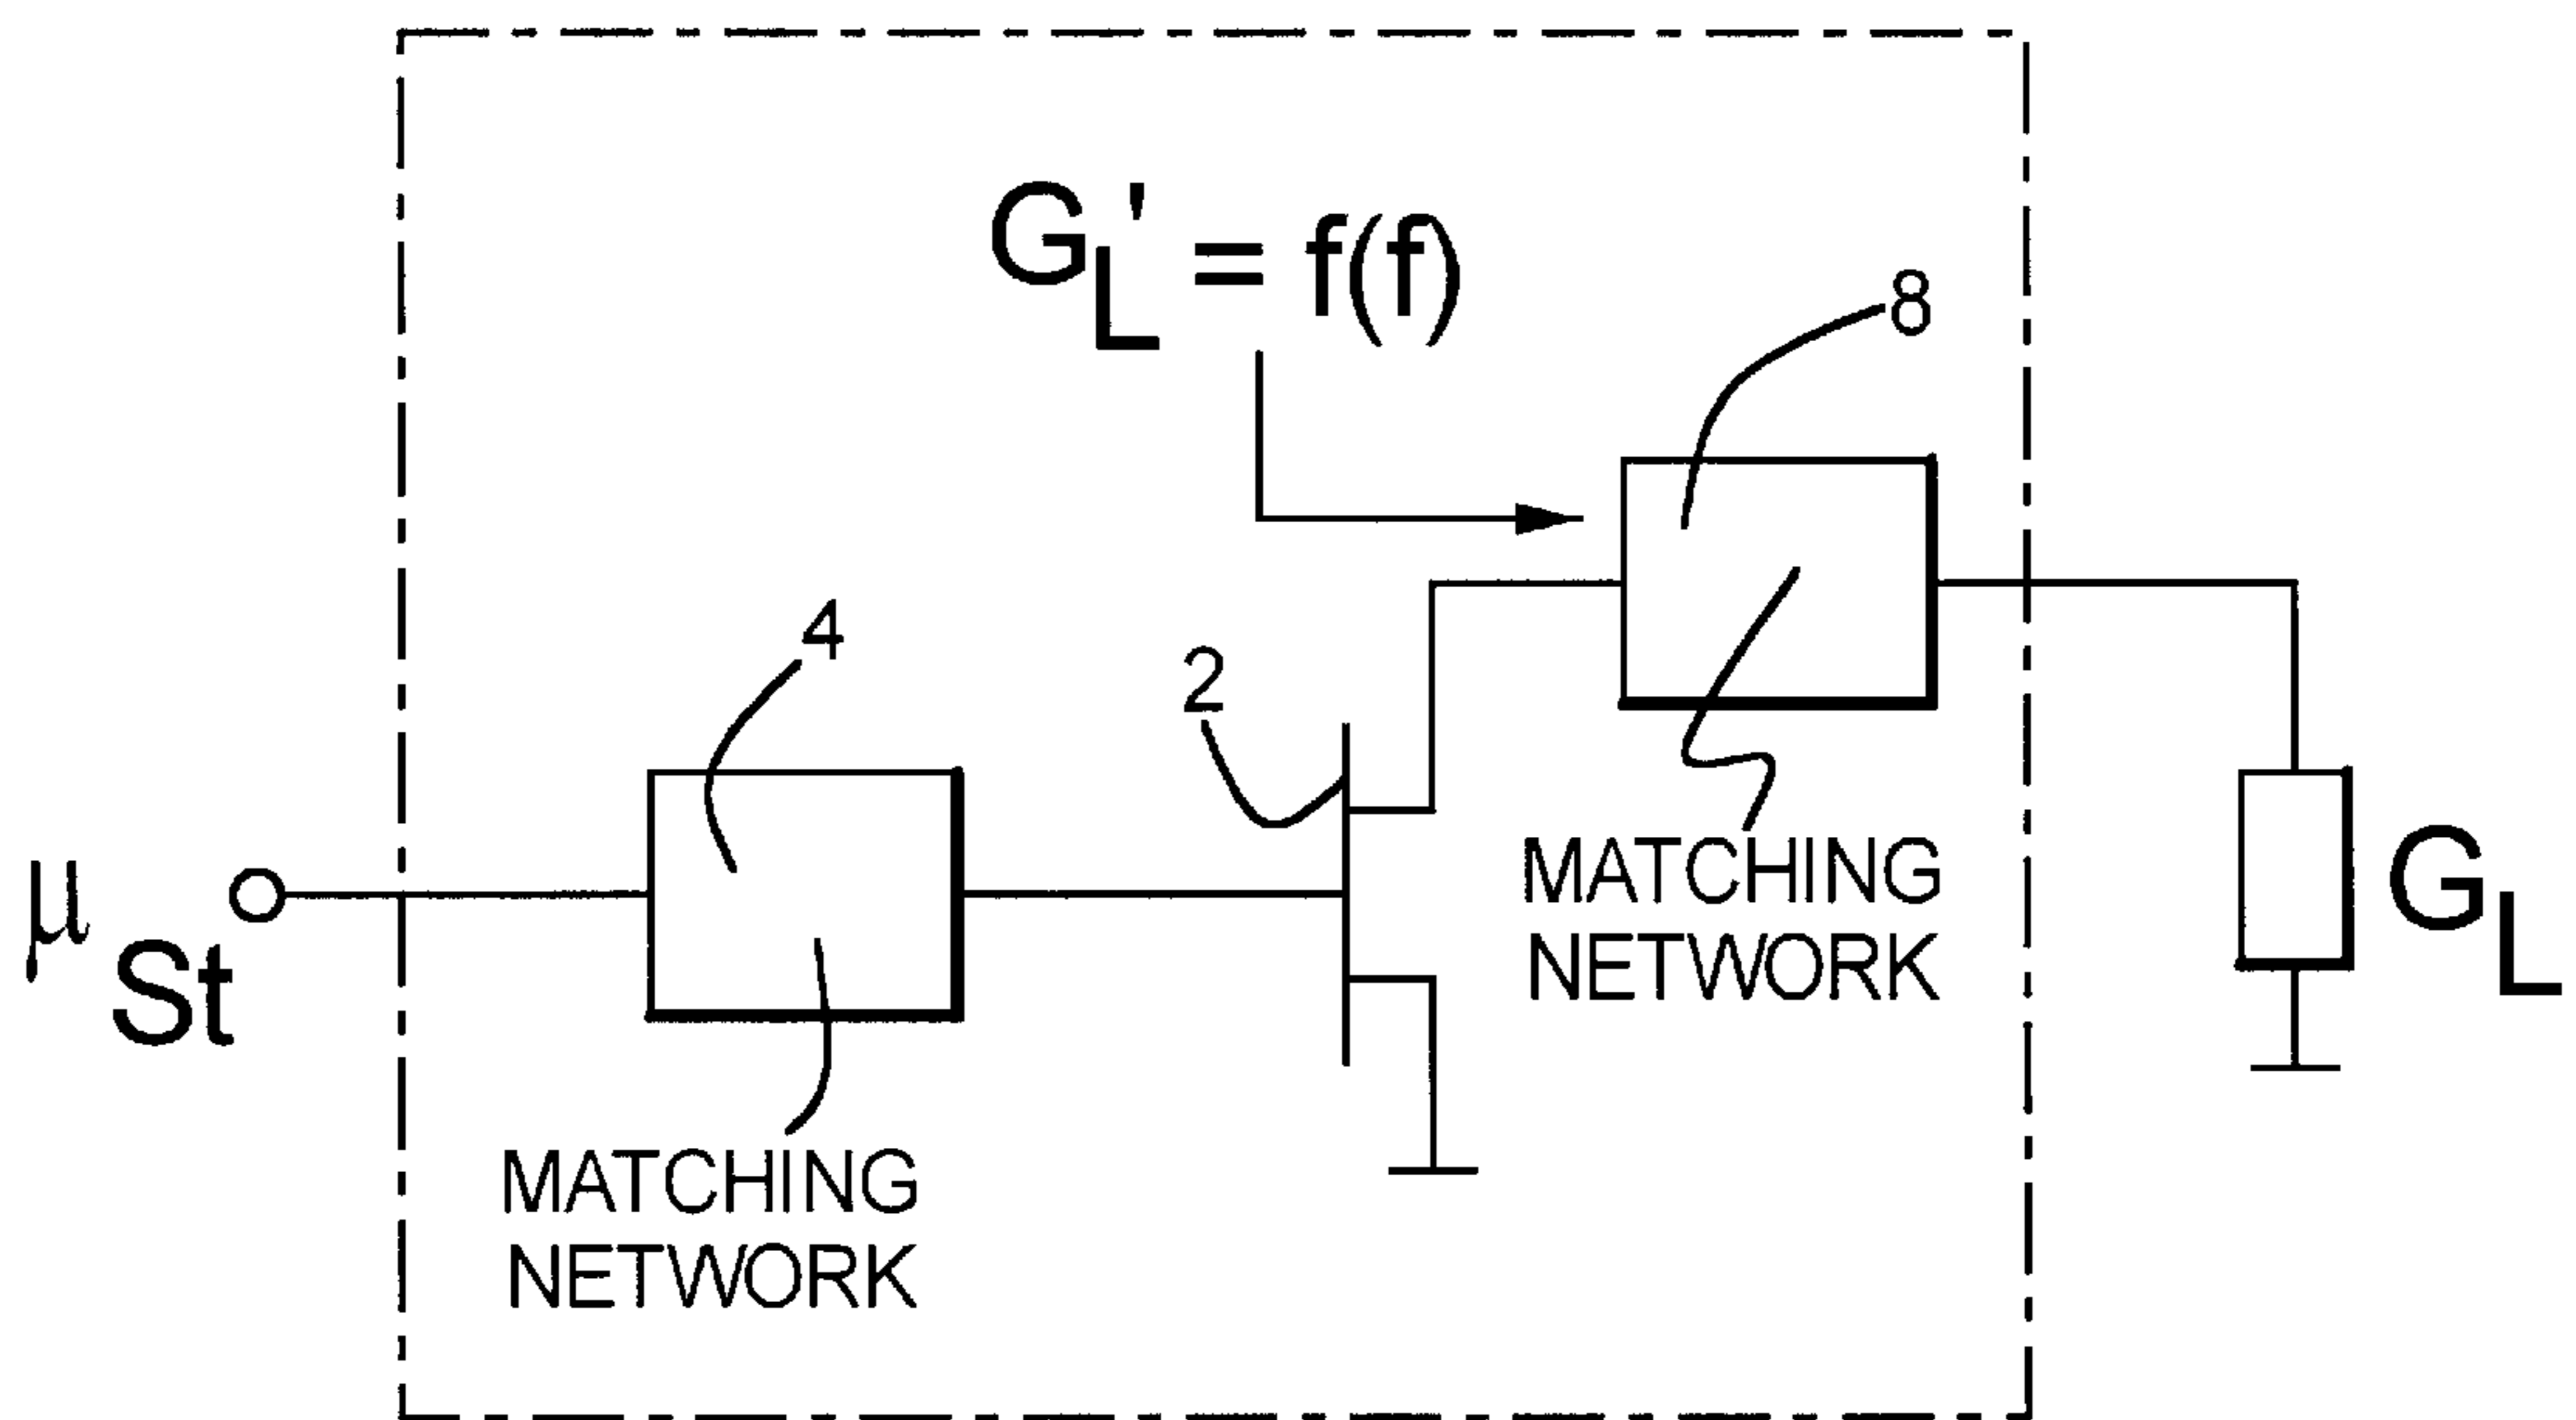 G_L' = f(f)
8
4
2
MATCHING
NETWORK
μ_St
G_L
MATCHING
NETWORK